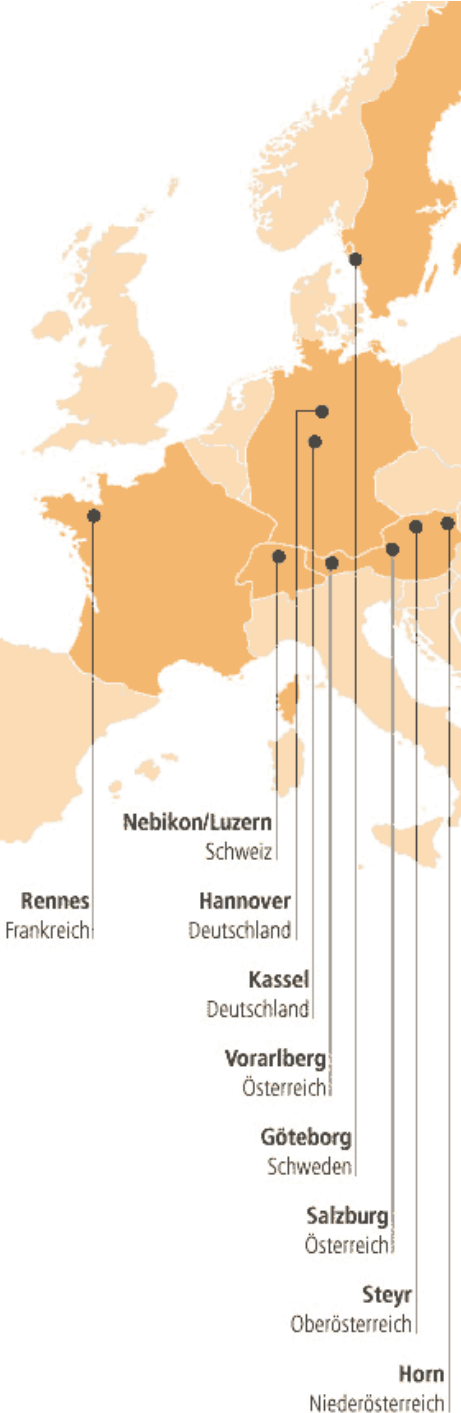 Nebikon/Luzern
Schweiz
Rennes
Frankreich
Hannover
Deutschland
Kassel
Deutschland
Vorarlberg
Österreich
Göteborg
Schweden
Salzburg
Österreich
Steyr
Oberösterreich
Horn
Niederösterreich